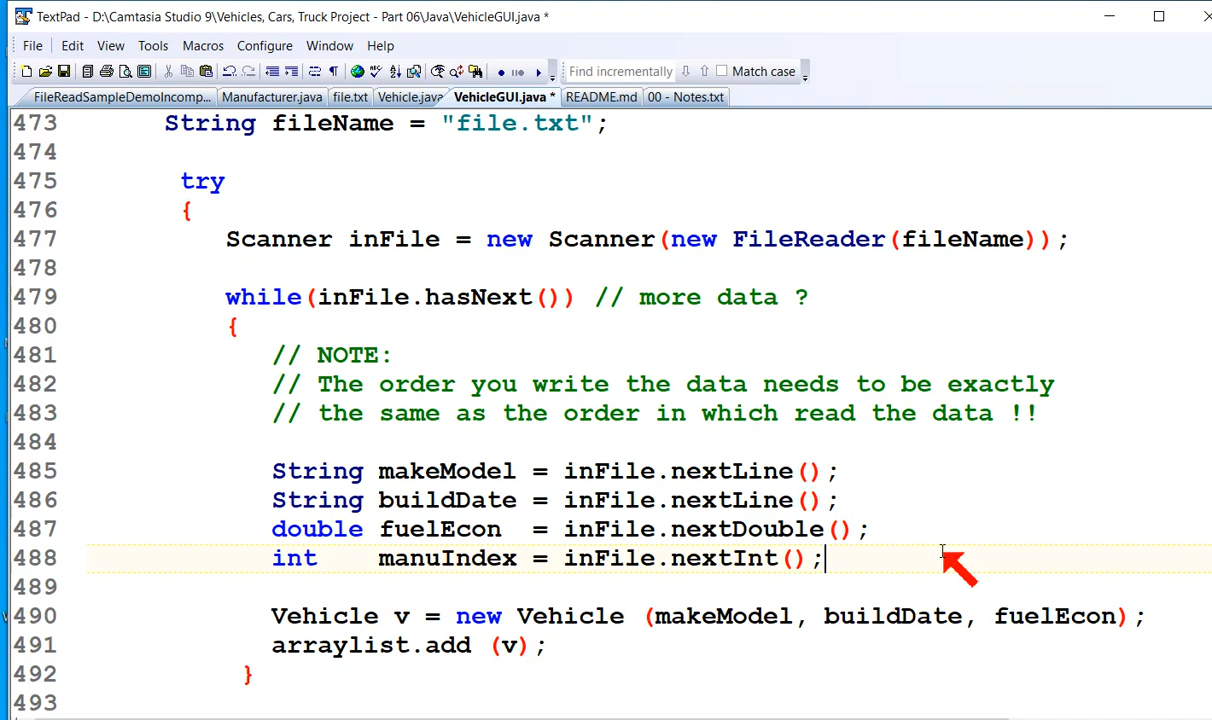 TextPad - D:\Camtasia Studio 9\Vehicles, Cars, Truck Project - Part 06\Java\VehicleGUI.java *
File Edit View Tools Macros Configure Window Help
Find incrementally Match case
FileReadSampleDemoIncomp... Manufacturer.java file.txt Vehicle.java VehicleGUI.java * README.md 00 - Notes.txt
473 String fileName = "file.txt";
474
475 try
476 {
477 Scanner inFile = new Scanner(new FileReader(fileName));
478
479 while(inFile.hasNext()) // more data ?
480 {
481 // NOTE:
482 // The order you write the data needs to be exactly
483 // the same as the order in which read the data !!
484
485 String makeModel = inFile.nextLine();
486 String buildDate = inFile.nextLine();
487 double fuelEcon = inFile.nextDouble();
488 int manuIndex = inFile.nextInt();
489
490 Vehicle v = new Vehicle (makeModel, buildDate, fuelEcon);
491 arraylist.add (v);
492 }
493